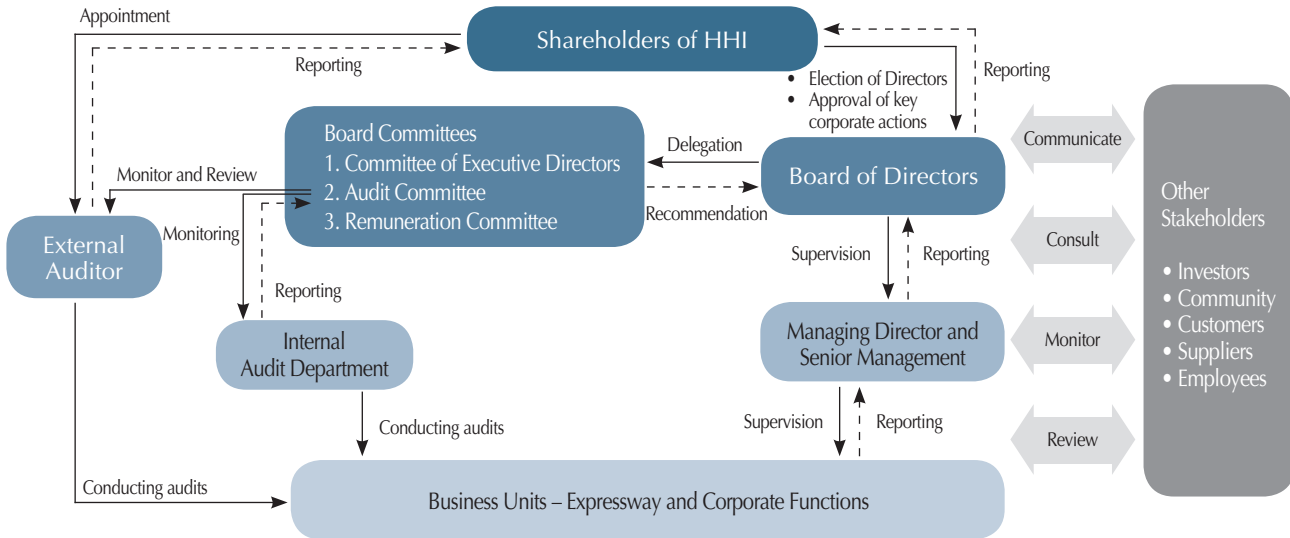 Appointment
Shareholders of HHI
Reporting
Reporting
• Election of Directors
• Approval of key
corporate actions
Board Committees
1. Committee of Executive Directors
2. Audit Committee
3. Remuneration Committee
Delegation
Recommendation
Board of Directors
Communicate
Monitor and Review
Monitoring
External
Auditor
Reporting
Supervision
Reporting
Consult
Other
Stakeholders
• Investors
• Community
• Customers
• Suppliers
• Employees
Internal
Audit Department
Managing Director and
Senior Management
Monitor
Conducting audits
Supervision
Reporting
Review
Conducting audits
Business Units – Expressway and Corporate Functions